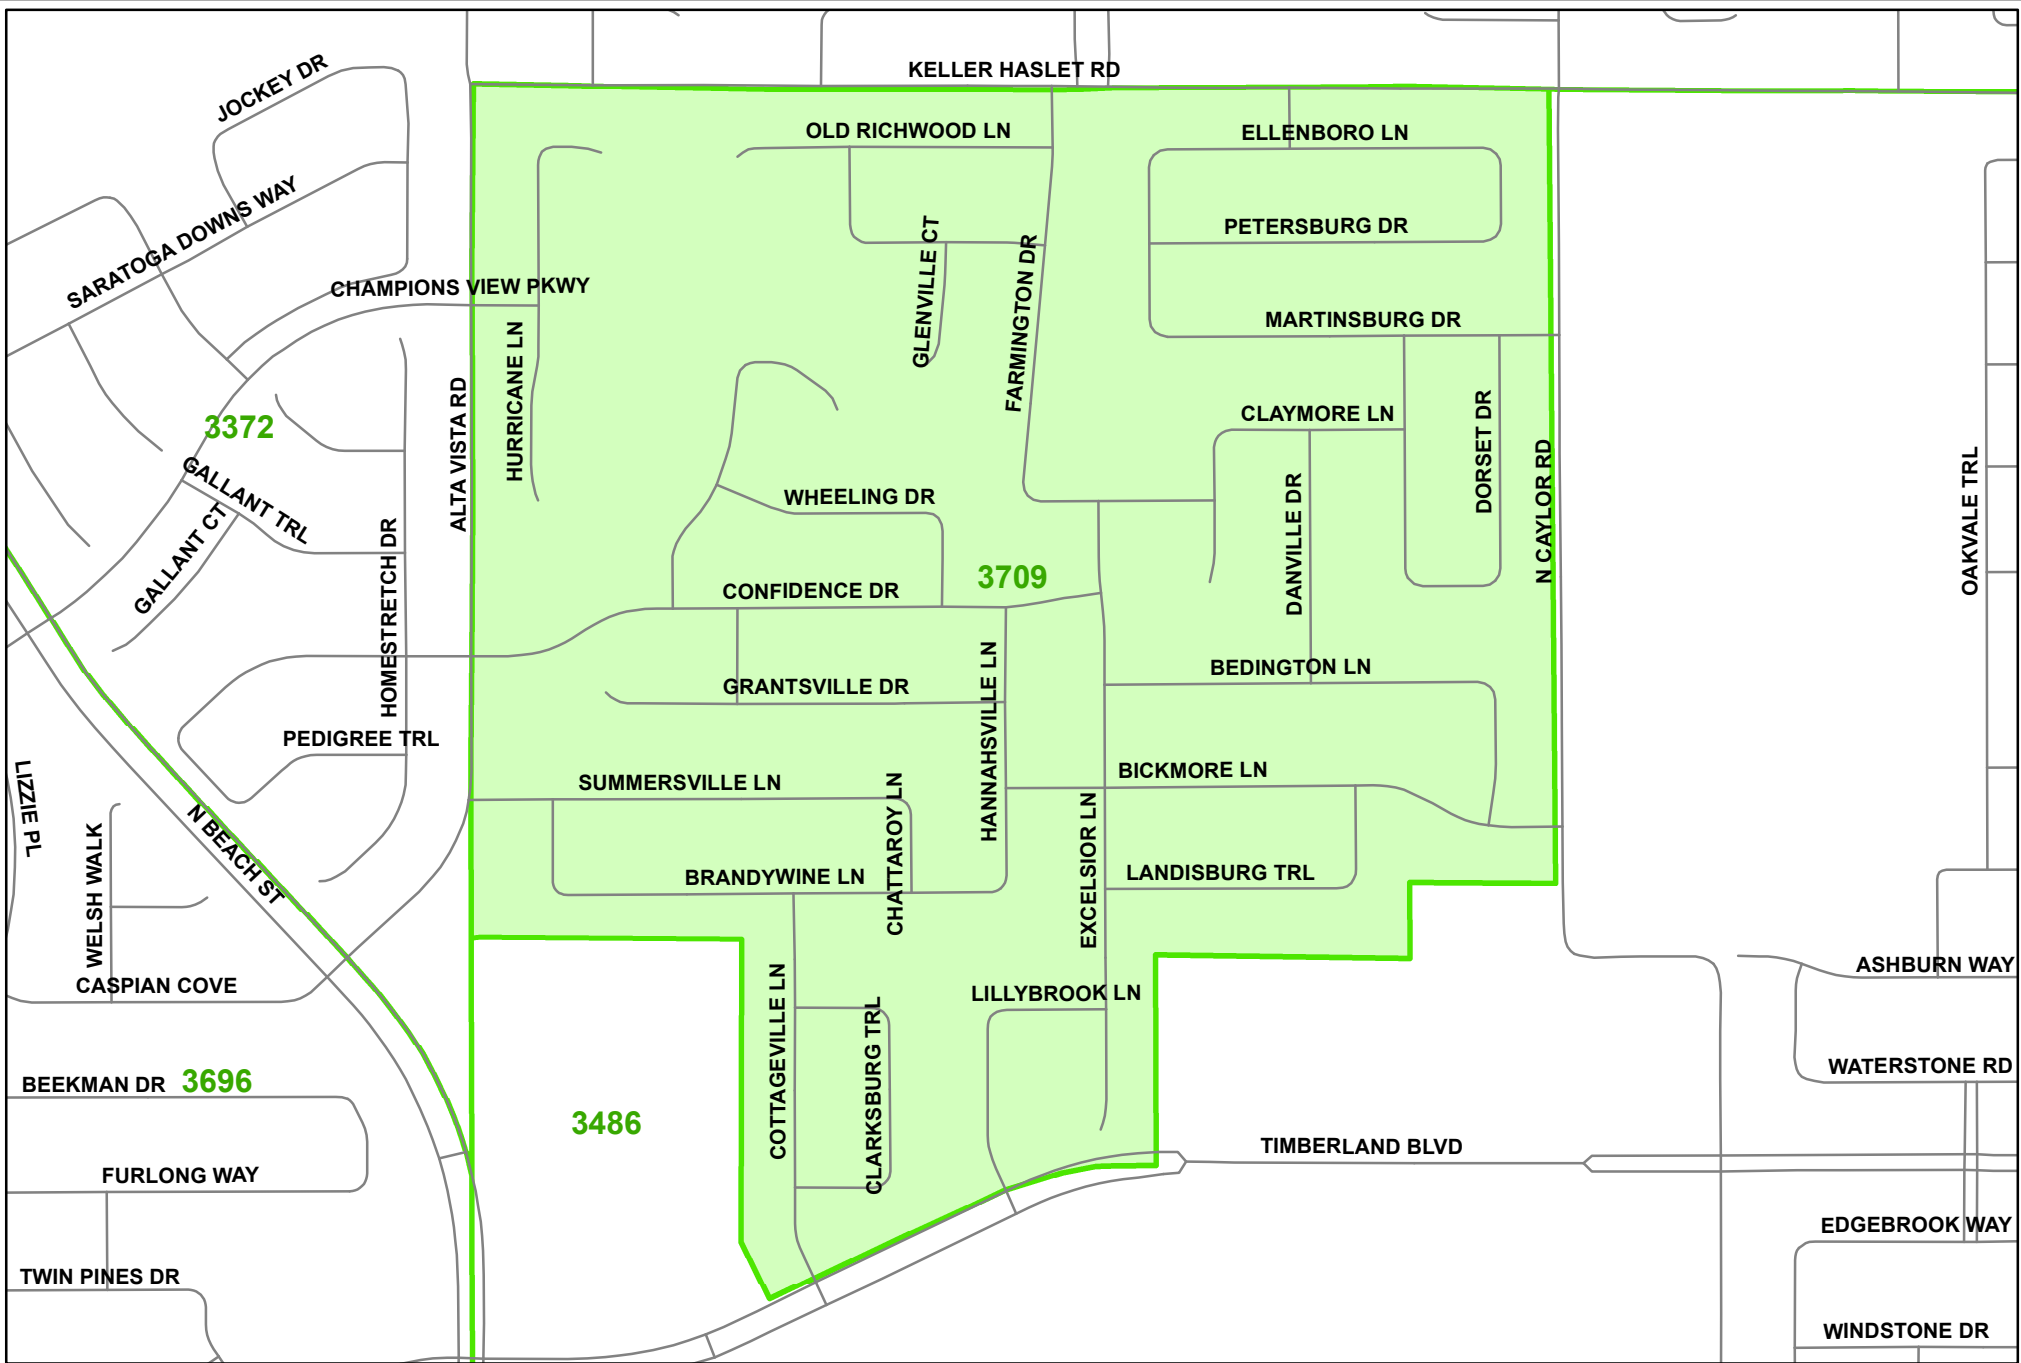 KELLER HASLET RD
JOCKEY DR
OLD RICHWOOD LN
ELLENBORO LN
SARATOGA DOWNS WAY
PETERSBURG DR
GLENVILLE CT
FARMINGTON DR
CHAMPIONS VIEW PKWY
MARTINSBURG DR
HURRICANE LN
ALTA VISTA RD
3372
CLAYMORE LN
DORSET DR
N CAYLOR RD
OAKVALE TRL
GALLANT TRL
GALLANT CT
WHEELING DR
DANVILLE DR
HOMESTRETCH DR
3709
CONFIDENCE DR
BEDINGTON LN
GRANTSVILLE DR
HANNAHSVILLE LN
PEDIGREE TRL
LIZZIE PL
SUMMERSVILLE LN
BICKMORE LN
N BEACH ST
WELSH WALK
CHATTAROY LN
EXCELSIOR LN
BRANDYWINE LN
LANDISBURG TRL
CASPIAN COVE
COTTAGEVILLE LN
CLARKSBURG TRL
LILLYBROOK LN
ASHBURN WAY
WATERSTONE RD
BEEKMAN DR
3696
3486
TIMBERLAND BLVD
FURLONG WAY
EDGEBROOK WAY
TWIN PINES DR
WINDSTONE DR